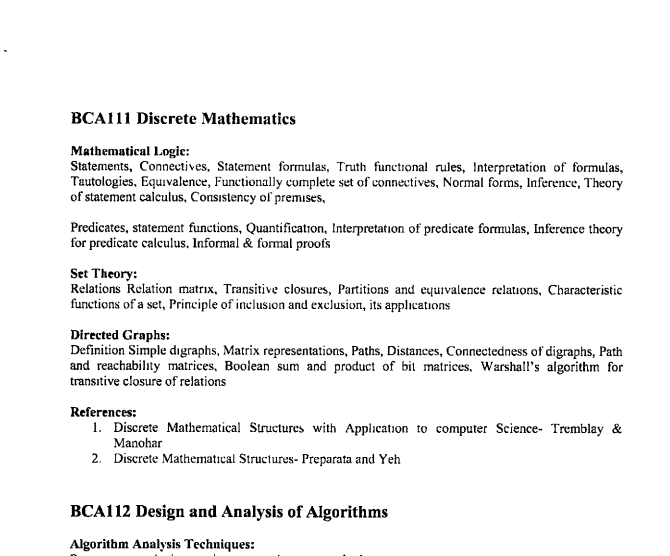 BCA111 Discrete Mathematics
Mathematical Logic:
Statements, Connectives, Statement formulas, Truth functional rules, Interpretation of formulas,
Tautologies, Equivalence, Functionally complete set of connectives, Normal forms, Inference, Theory
of statement calculus, Consistency of premises,
Predicates, statement functions, Quantification, Interpretation of predicate formulas, Inference theory
for predicate calculus, Informal & formal proofs
Set Theory:
Relations Relation matrix, Transitive closures, Partitions and equivalence relations, Characteristic
functions of a set, Principle of inclusion and exclusion, its applications
Directed Graphs:
Definition Simple digraphs, Matrix representations, Paths, Distances, Connectedness of digraphs, Path
and reachability matrices, Boolean sum and product of bit matrices, Warshall's algorithm for
transitive closure of relations
References:
1. Discrete Mathematical Structures with Application to computer Science- Tremblay &
Manohar
2. Discrete Mathematical Structures- Preparata and Yeh
BCA112 Design and Analysis of Algorithms
Algorithm Analysis Techniques: